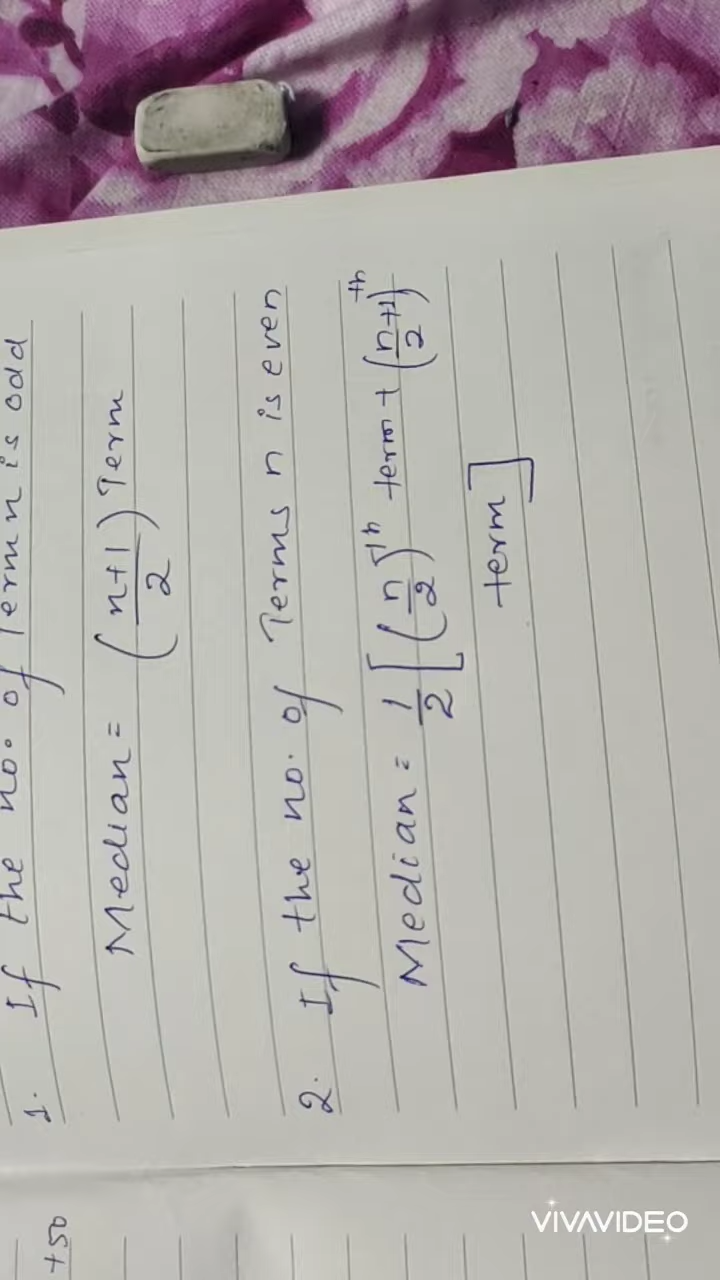 1. If the no. of Term n is odd
Median = (n+1/2) Term
2. If the no. of Terms n is even
Median = 1/2 [(n/2)th term + (n+1/2)th
term]
+50
VIVAVIDEO